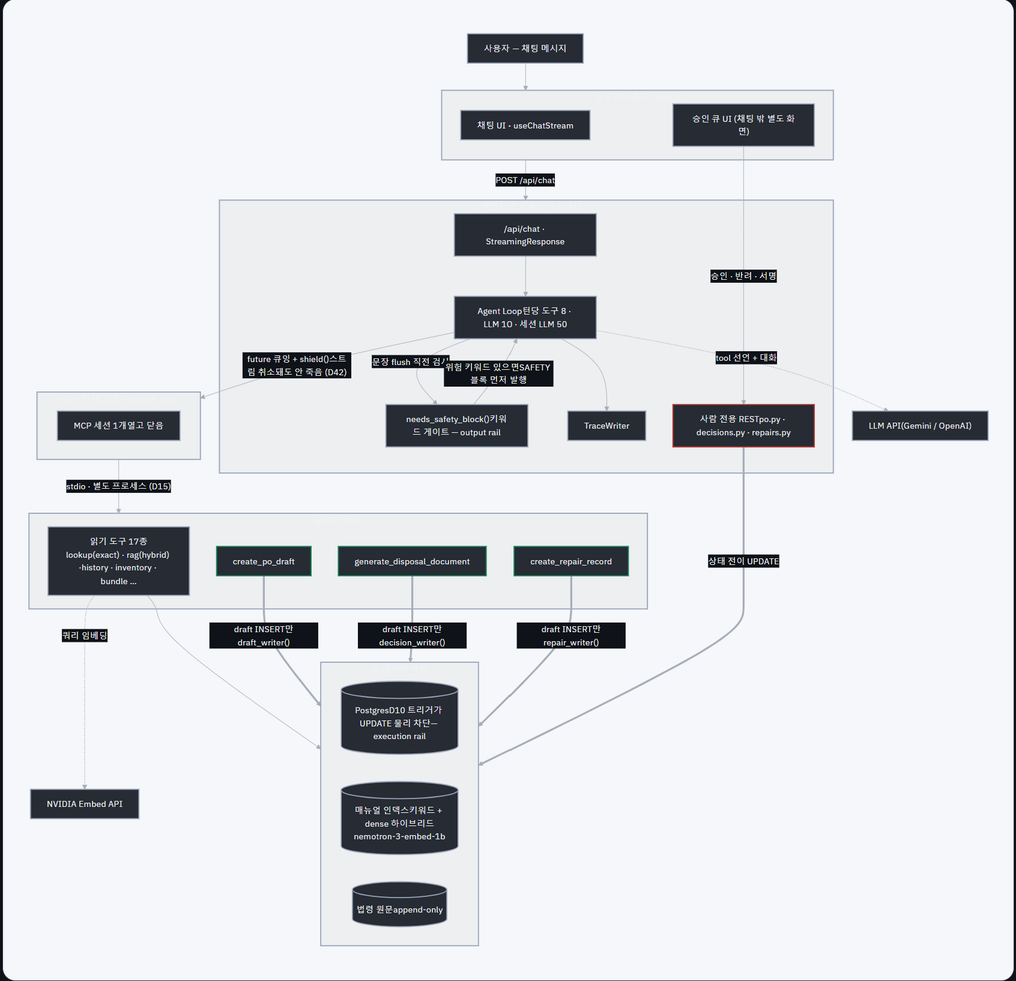 사용자 — 채팅 메시지
채팅 UI · useChatStream
승인 큐 UI (채팅 밖 별도 화
면)
POST /api/chat
/api/chat ·
StreamingResponse
승인 · 반려 · 서명
Agent Loop턴당 도구 8 ·
LLM 10 · 세션 LLM 50
future 큐잉 + shield()스트
림 취소돼도 안 죽음 (D42)
문장 flush 직전 검사
위험 키워드 있으면SAFETY
블록 먼저 발행
tool 선언 + 대화
MCP 세션 1개열고 닫음
needs_safety_block()키워
드 게이트 — output rail
TraceWriter
사람 전용 RESTpo.py ·
decisions.py · repairs.py
LLM API(Gemini / OpenAI)
stdio · 별도 프로세스 (D15)
읽기 도구 17종
lookup(exact) · rag(hybrid)
·history · inventory ·
bundle ...
create_po_draft
generate_disposal_document
create_repair_record
상태 전이 UPDATE
쿼리 임베딩
draft INSERT만
draft_writer()
draft INSERT만
decision_writer()
draft INSERT만
repair_writer()
PostgresD10 트리거가
UPDATE 물리 차단—
execution rail
NVIDIA Embed API
매뉴얼 인덱스키워드 +
dense 하이브리드
nemotron-3-embed-1b
법령 원문append-only